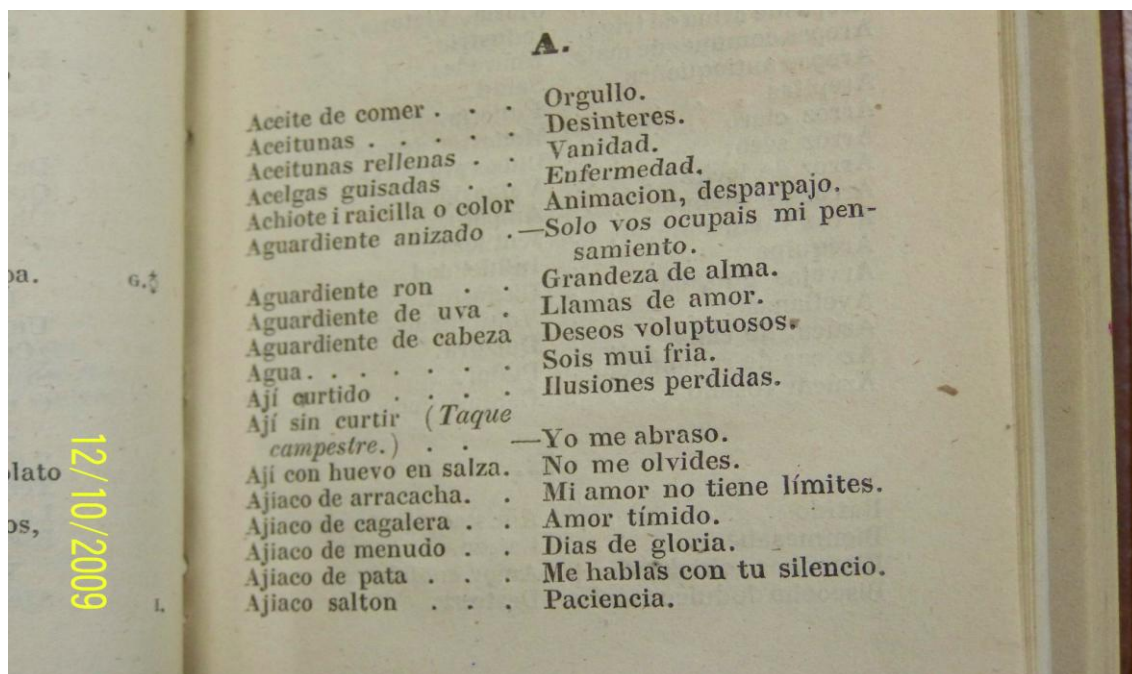 A.
Aceite de comer . . . Orgullo.
Aceitunas . . . . . Desinteres.
Aceitunas rellenas . . Vanidad.
Acelgas guisadas . . Enfermedad.
Achiote i raicilla o color Animacion, desparpajo.
Aguardiente anizado .—Solo vos ocupais mi pen-
samiento.
Aguardiente ron . . Grandeza de alma.
Aguardiente de uva . Llamas de amor.
Aguardiente de cabeza Deseos voluptuosos.
Agua. . . . . . . Sois mui fria.
Ají curtido . . . . Ilusiones perdidas.
Ají sin curtir (Taque
campestre.) . . —Yo me abraso.
Ají con huevo en salza. No me olvides.
Ajiaco de arracacha. . Mi amor no tiene límites.
Ajiaco de cagalera . . Amor tímido.
Ajiaco de menudo . . Dias de gloria.
Ajiaco de pata . . . Me hablas con tu silencio.
Ajiaco salton . . . Paciencia.
oa.
G.
lato
os,
I.
12/10/2009